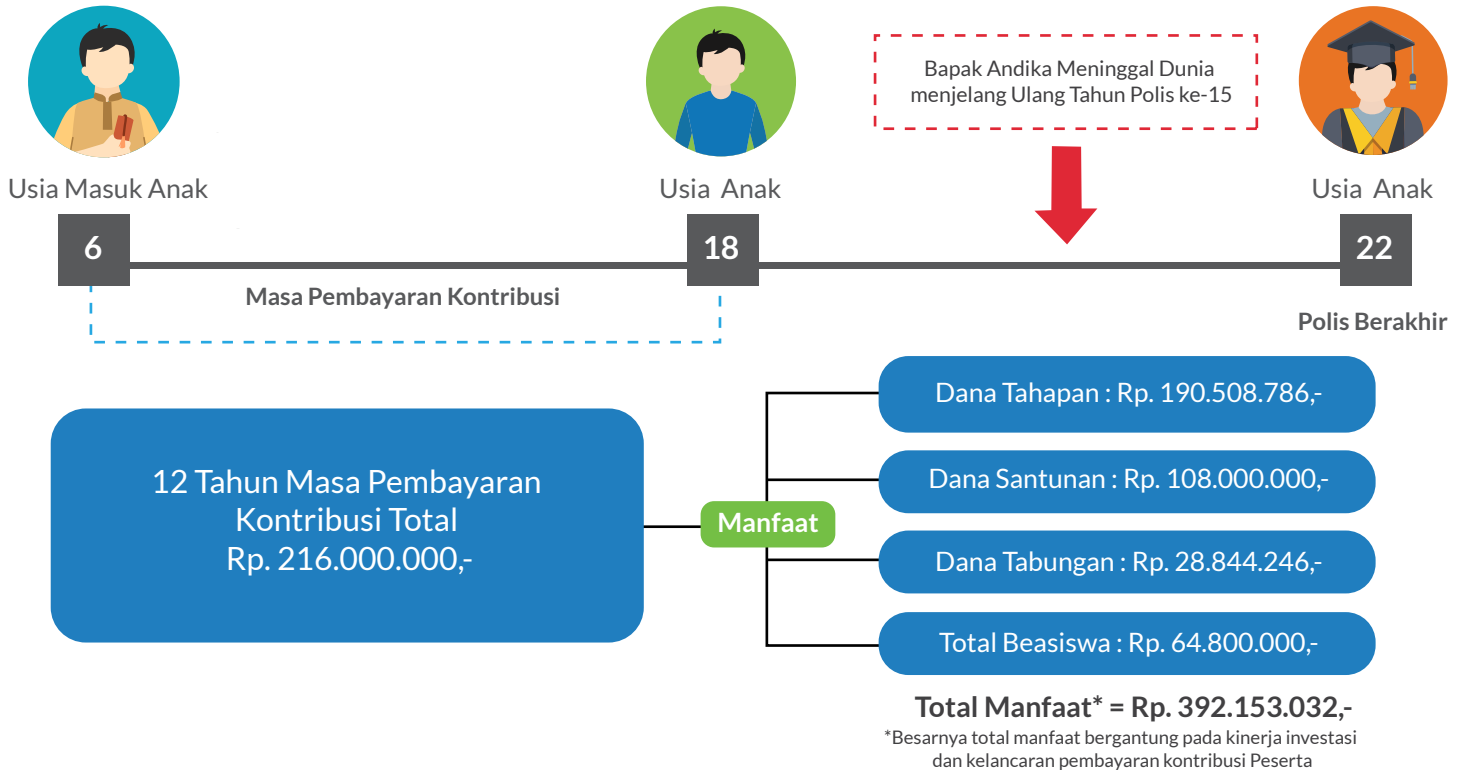 Bapak Andika Meninggal Dunia
menjelang Ulang Tahun Polis ke-15
Usia Masuk Anak
Usia Anak
Usia Anak
6
18
22
Masa Pembayaran Kontribusi
Polis Berakhir
12 Tahun Masa Pembayaran
Kontribusi Total
Rp. 216.000.000,-
Manfaat
Dana Tahapan : Rp. 190.508.786,-
Dana Santunan : Rp. 108.000.000,-
Dana Tabungan : Rp. 28.844.246,-
Total Beasiswa : Rp. 64.800.000,-
Total Manfaat* = Rp. 392.153.032,-
*Besarnya total manfaat bergantung pada kinerja investasi
dan kelancaran pembayaran kontribusi Peserta